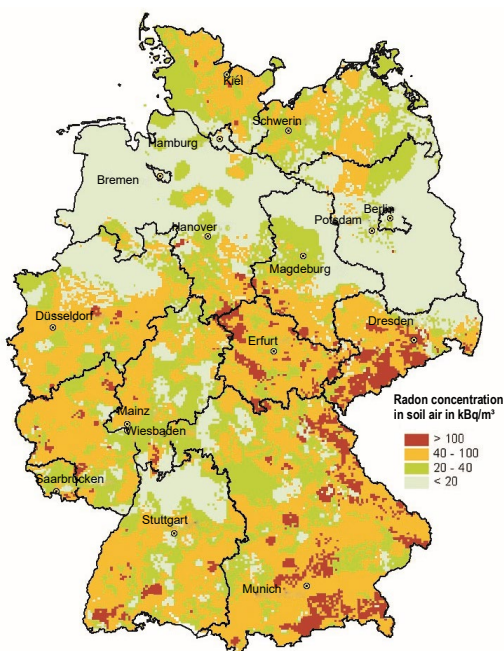 Kiel
Schwerin
Hamburg
Bremen
Berlin
Potsdam
Hanover
Magdeburg
Düsseldorf
Dresden
Erfurt
Radon concentration
in soil air in kBq/m³
> 100
40 - 100
20 - 40
< 20
Mainz
Wiesbaden
Saarbrücken
Stuttgart
Munich